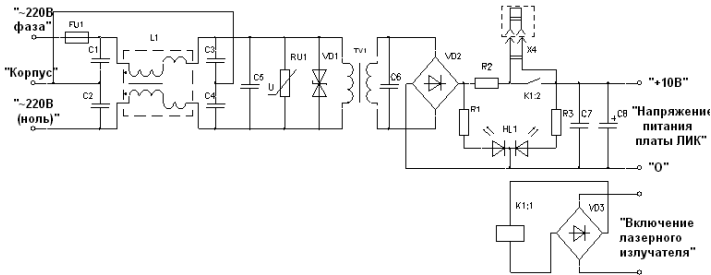 "~220В
фаза"
FU1
L1
C1
C3
"Корпус"
C2
C4
"~220В
(ноль)"
C5
RU1
U
VD1
TV1
C6
VD2
R2
X4
K1:2
R1
HL1
R3
C7
+
C8
"+10В"
"Напряжение
питания
платы ЛИК"
"0"
K1:1
VD3
"Включение
лазерного
излучателя"